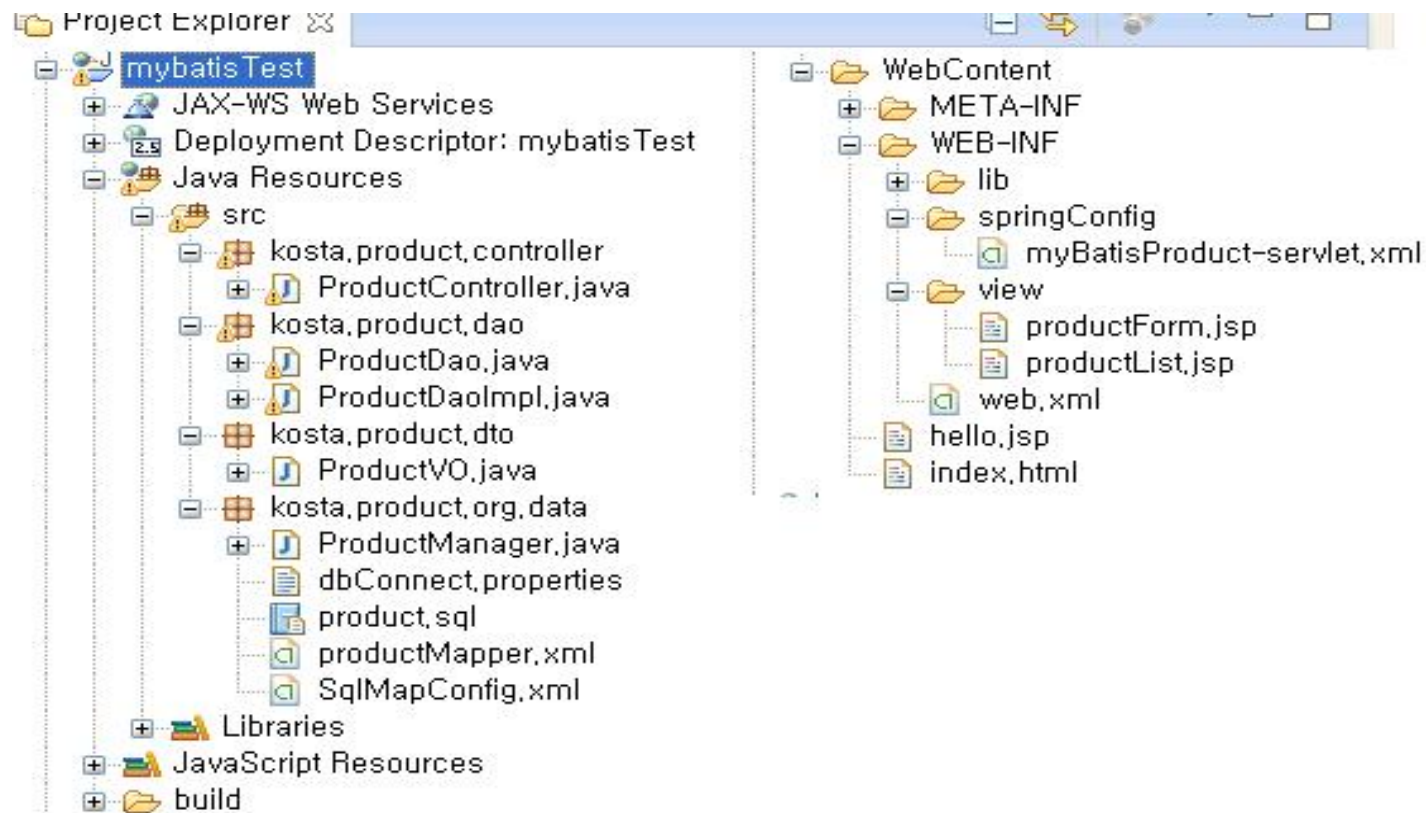 Project Explorer
mybatisTest
JAX-WS Web Services
2.5 Deployment Descriptor: mybatisTest
Java Resources
src
kosta.product.controller
ProductController.java
kosta.product.dao
ProductDao.java
ProductDaoImpl.java
kosta.product.dto
ProductVO.java
kosta.product.org.data
ProductManager.java
dbConnect.properties
product.sql
productMapper.xml
SqlMapConfig.xml
Libraries
JavaScript Resources
build
WebContent
META-INF
WEB-INF
lib
springConfig
myBatisProduct-servlet.xml
view
productForm.jsp
productList.jsp
web.xml
hello.jsp
index.html